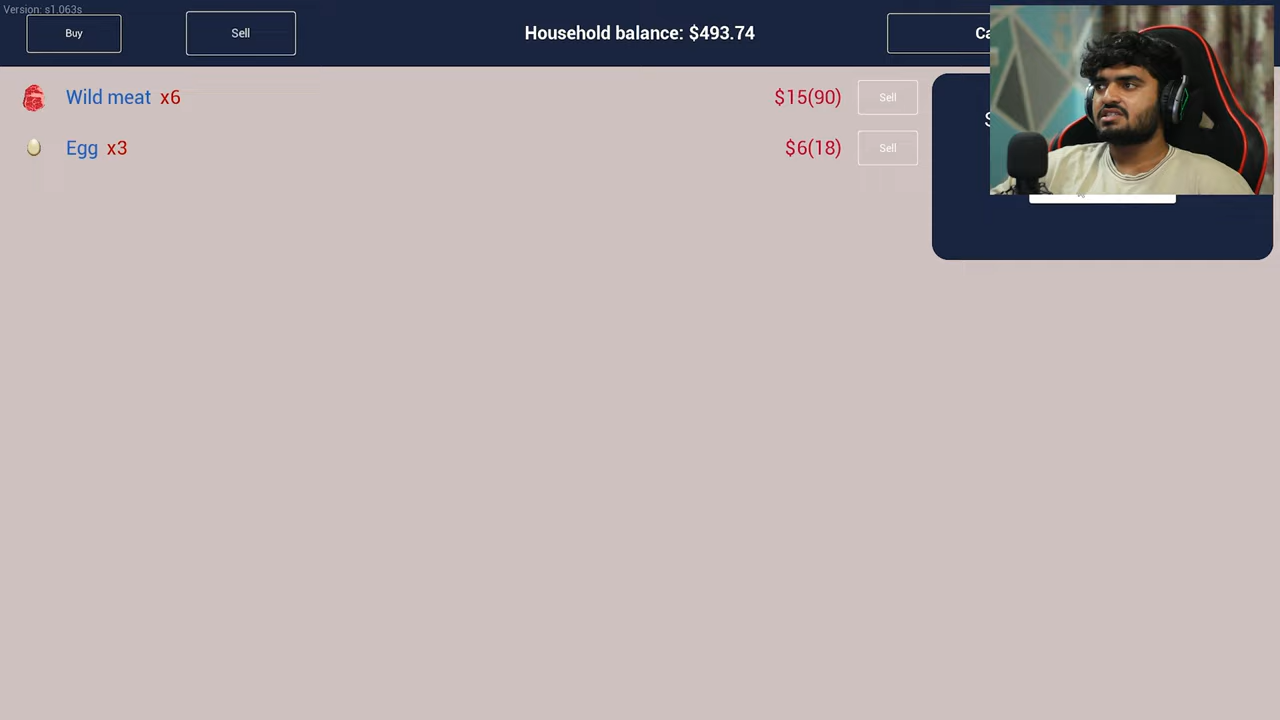 Version: s1.063s
Buy
Sell
Household balance: $493.74
Wild meat x6
$15(90)
Sell
Egg x3
$6(18)
Sell